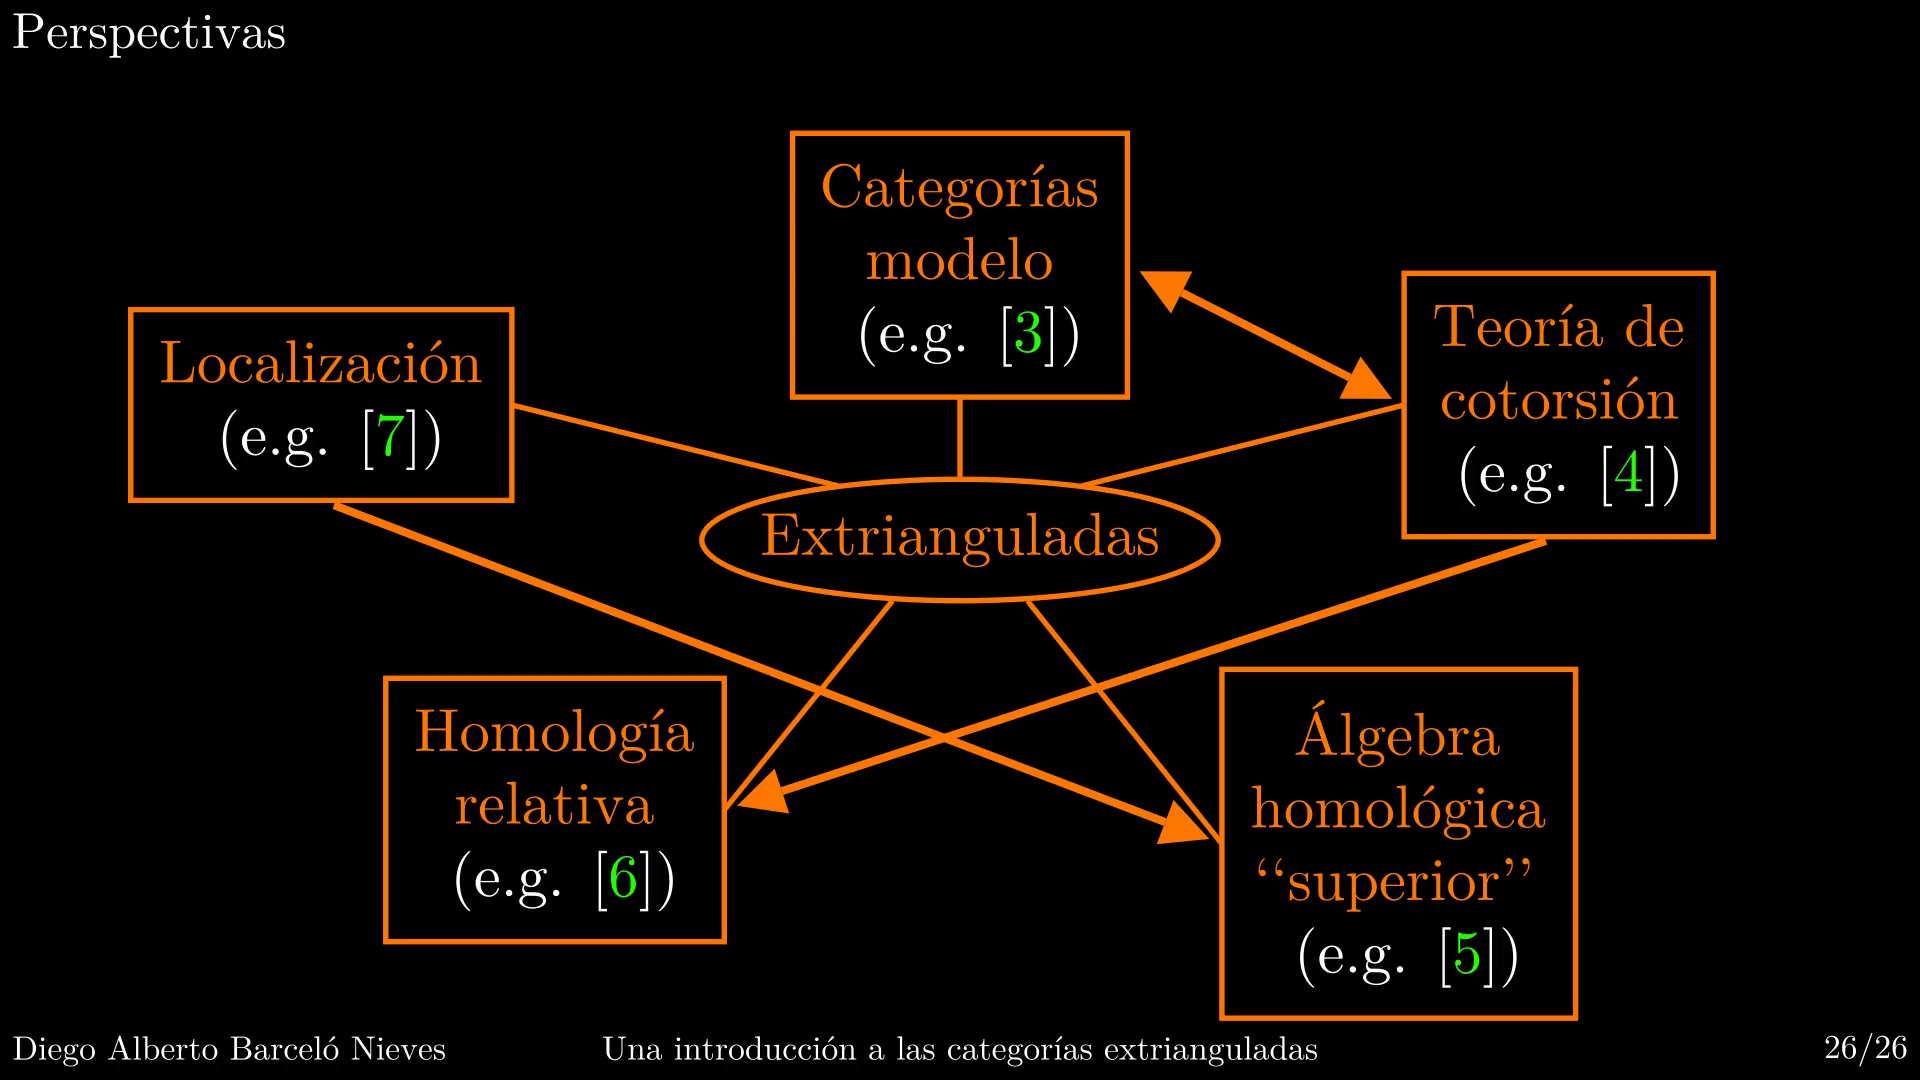 Perspectivas
Categorías
modelo
(e.g. [3])
Teoría de
cotorsión
(e.g. [4])
Localización
(e.g. [7])
Extrianguladas
Homología
relativa
(e.g. [6])
Álgebra
homológica
“superior”
(e.g. [5])
Diego Alberto Barceló Nieves
Una introducción a las categorías extrianguladas
26/26